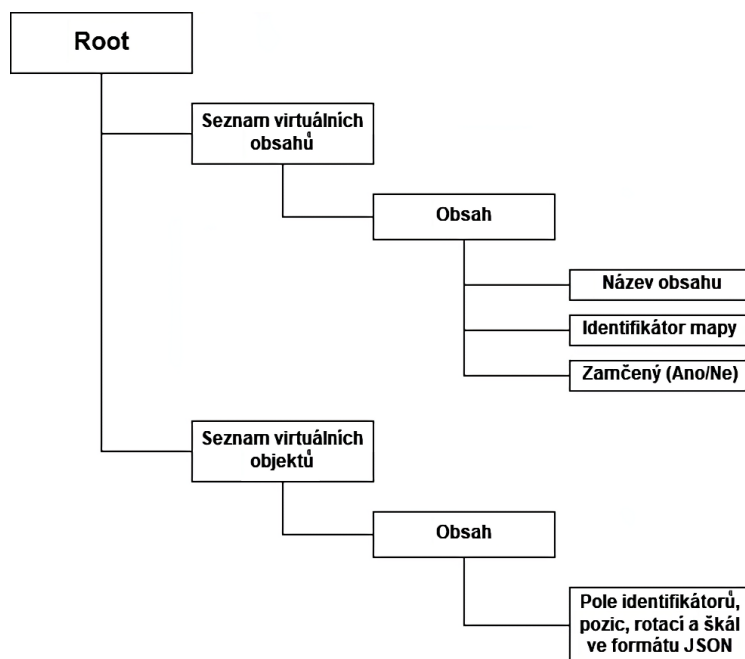 Root
Seznam virtuálních
obsahů
Obsah
Název obsahu
Identifikátor mapy
Zamčený (Ano/Ne)
Seznam virtuálních
objektů
Obsah
Pole identifikátorů,
pozic, rotací a škál
ve formátu JSON